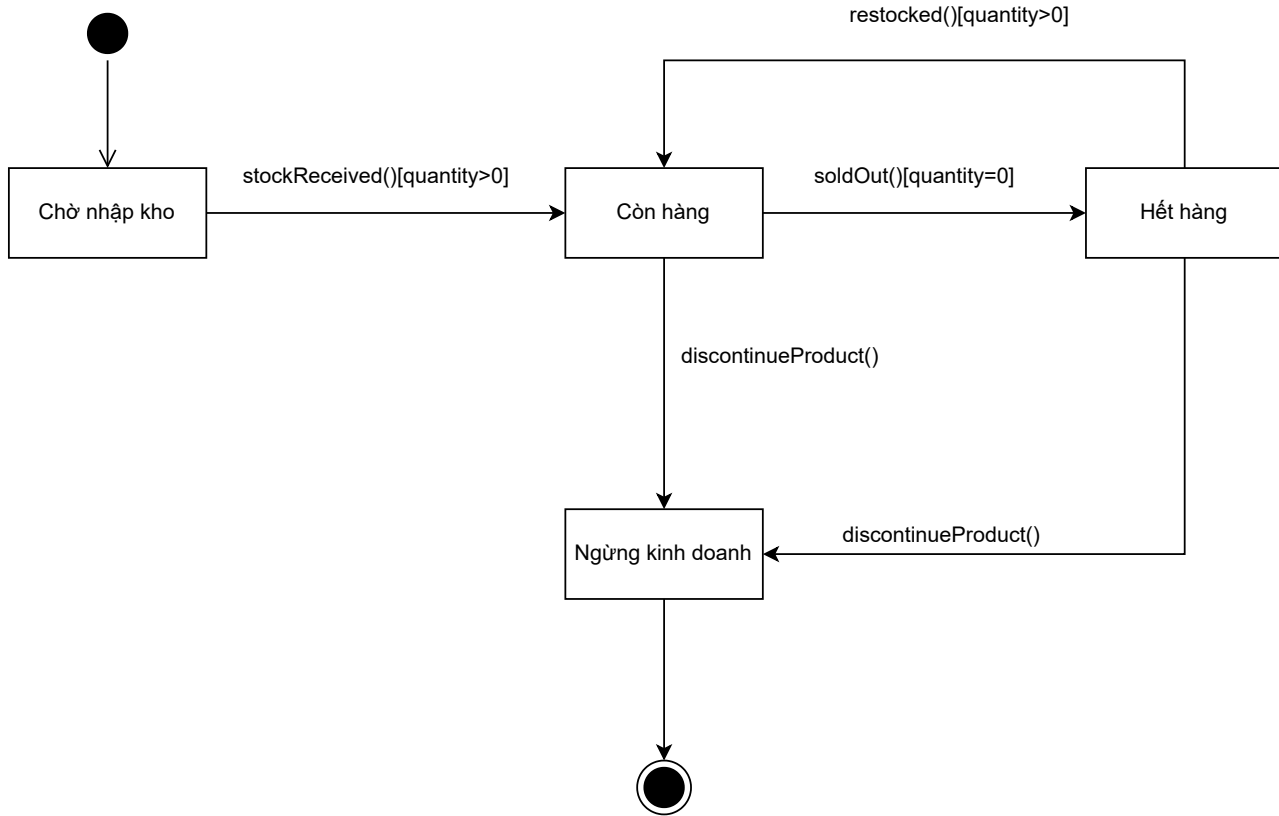 restocked()[quantity>0]
stockReceived()[quantity>0]
soldOut()[quantity=0]
Chờ nhập kho
Còn hàng
Hết hàng
discontinueProduct()
discontinueProduct()
Ngừng kinh doanh